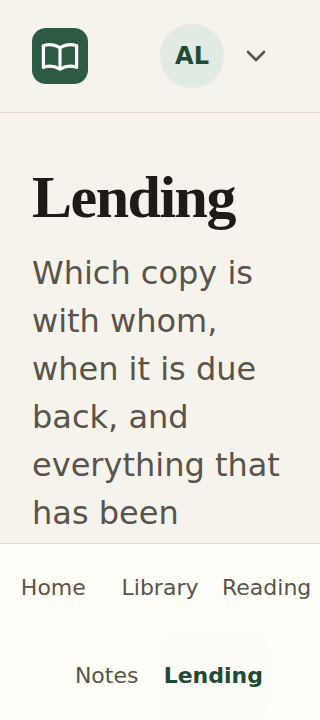 AL
Lending
Which copy is
with whom,
when it is due
back, and
everything that
has been
Home Library Reading
Notes Lending